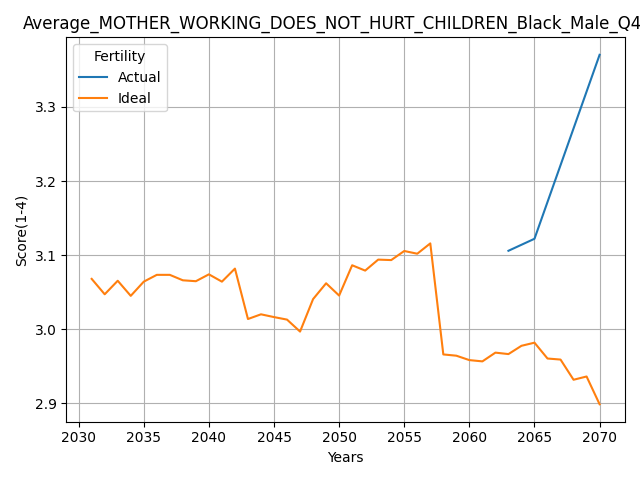 Average_MOTHER_WORKING_DOES_NOT_HURT_CHILDREN_Black_Male_Q4
Fertility
Actual
Ideal
Score(1-4)
3.3
3.2
3.1
3.0
2.9
2030 2035 2040 2045 2050 2055 2060 2065 2070
Years